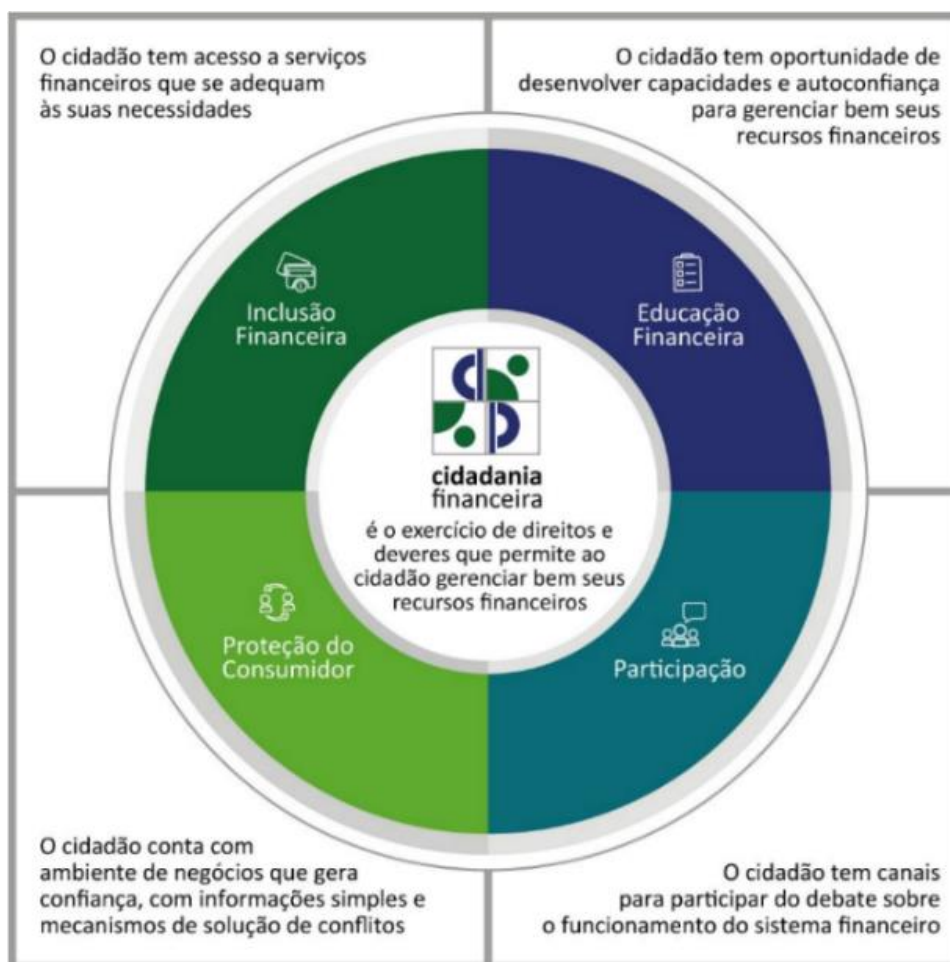 O cidadão tem acesso a serviços
financeiros que se adequam
às suas necessidades
O cidadão tem oportunidade de
desenvolver capacidades e autoconfiança
para gerenciar bem seus
recursos financeiros
Inclusão
Financeira
Educação
Financeira
cidadania
financeira
é o exercício de direitos e
deveres que permite ao
cidadão gerenciar bem seus
recursos financeiros
Proteção do
Consumidor
Participação
O cidadão conta com
ambiente de negócios que gera
confiança, com informações simples e
mecanismos de solução de conflitos
O cidadão tem canais
para participar do debate sobre
o funcionamento do sistema financeiro